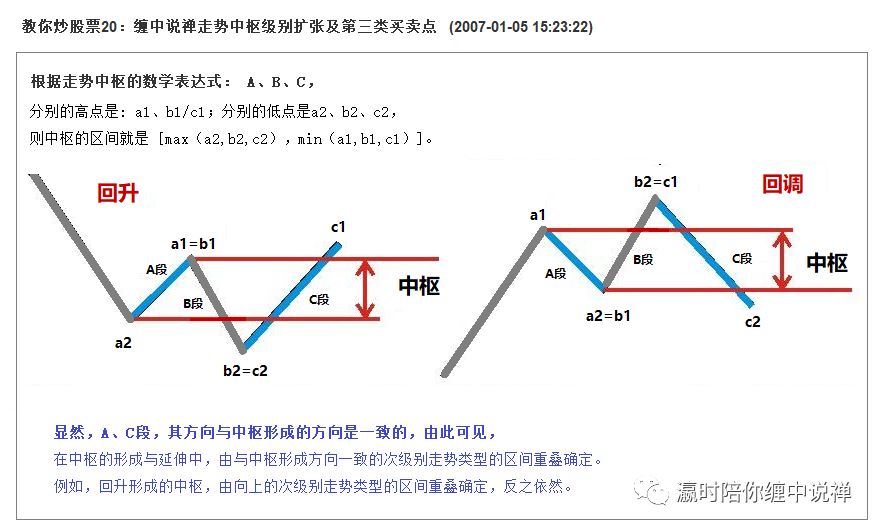 教你炒股票20：缠中说禅走势中枢级别扩张及第三类买卖点 (2007-01-05 15:23:22)
根据走势中枢的数学表达式： A、B、C，
分别的高点是: a1、b1/c1；分别的低点是a2、b2、c2，
则中枢的区间就是 [max（a2,b2,c2）,min（a1,b1,c1）]。
回升
a1=b1
c1
A段
B段
C段
中枢
a2
b2=c2
b2=c1
回调
a1
A段
B段
C段
中枢
a2=b1
c2
显然，A、C段，其方向与中枢形成的方向是一致的，由此可见，
在中枢的形成与延伸中，由与中枢形成方向一致的次级别走势类型的区间重叠确定。
例如，回升形成的中枢，由向上的次级别走势类型的区间重叠确定，反之依然。
瀛时陪你缠中说禅